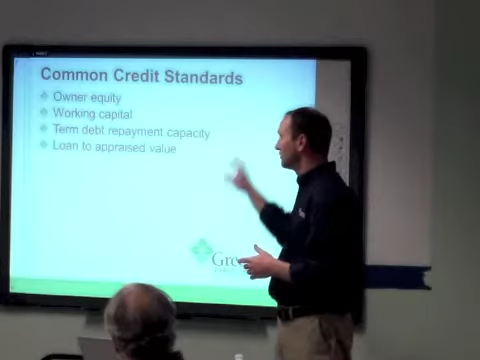 Common Credit Standards
Owner equity
Working capital
Term debt repayment capacity
Loan to appraised value